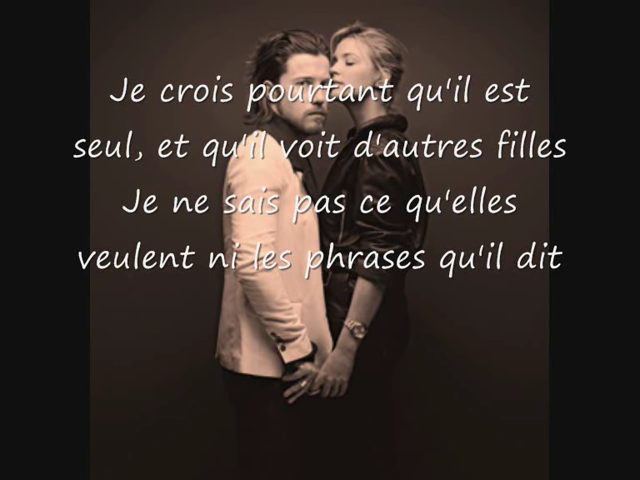 Je crois pourtant qu'il est
seul, et qu'il voit d'autres filles
Je ne sais pas ce qu'elles
veulent ni les phrases qu'il dit